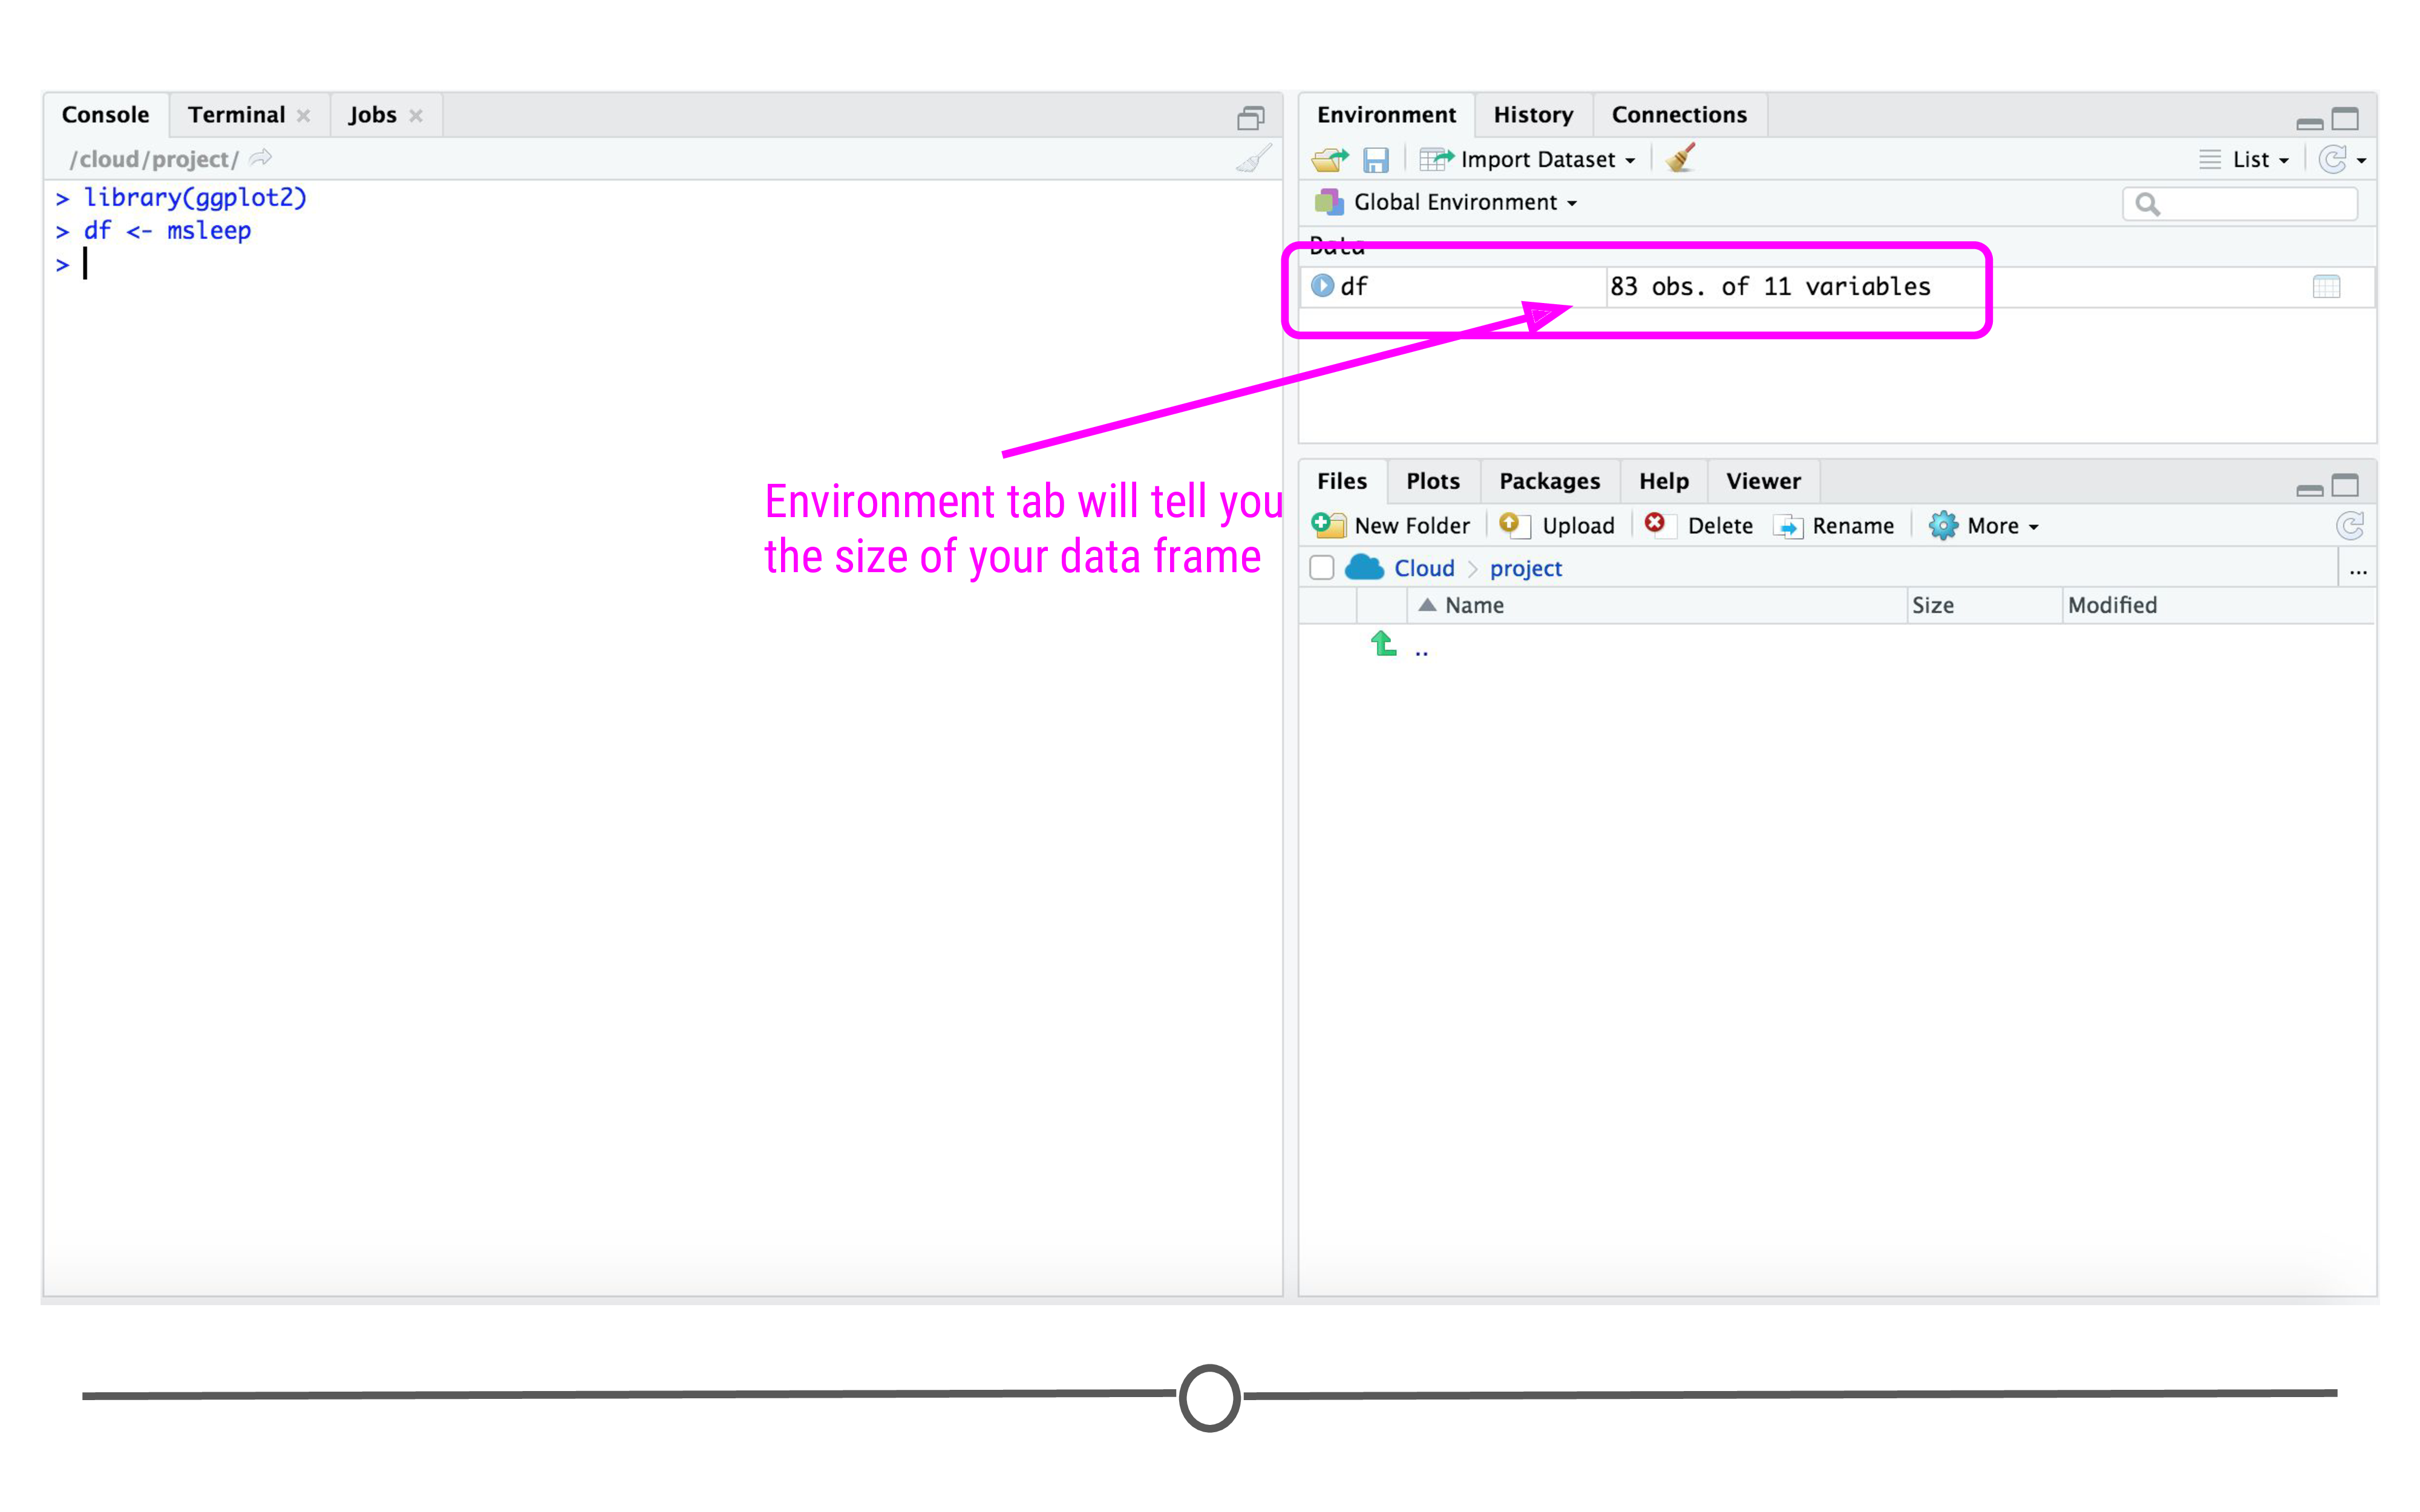 Console Terminal Jobs
/cloud/project/
> library(ggplot2)
> df <- msleep
>
Environment tab will tell you
the size of your data frame
Environment History Connections
Import Dataset List
Global Environment
Data
df 83 obs. of 11 variables
Files Plots Packages Help Viewer
New Folder Upload Delete Rename More
Cloud > project ...
Name Size Modified
..